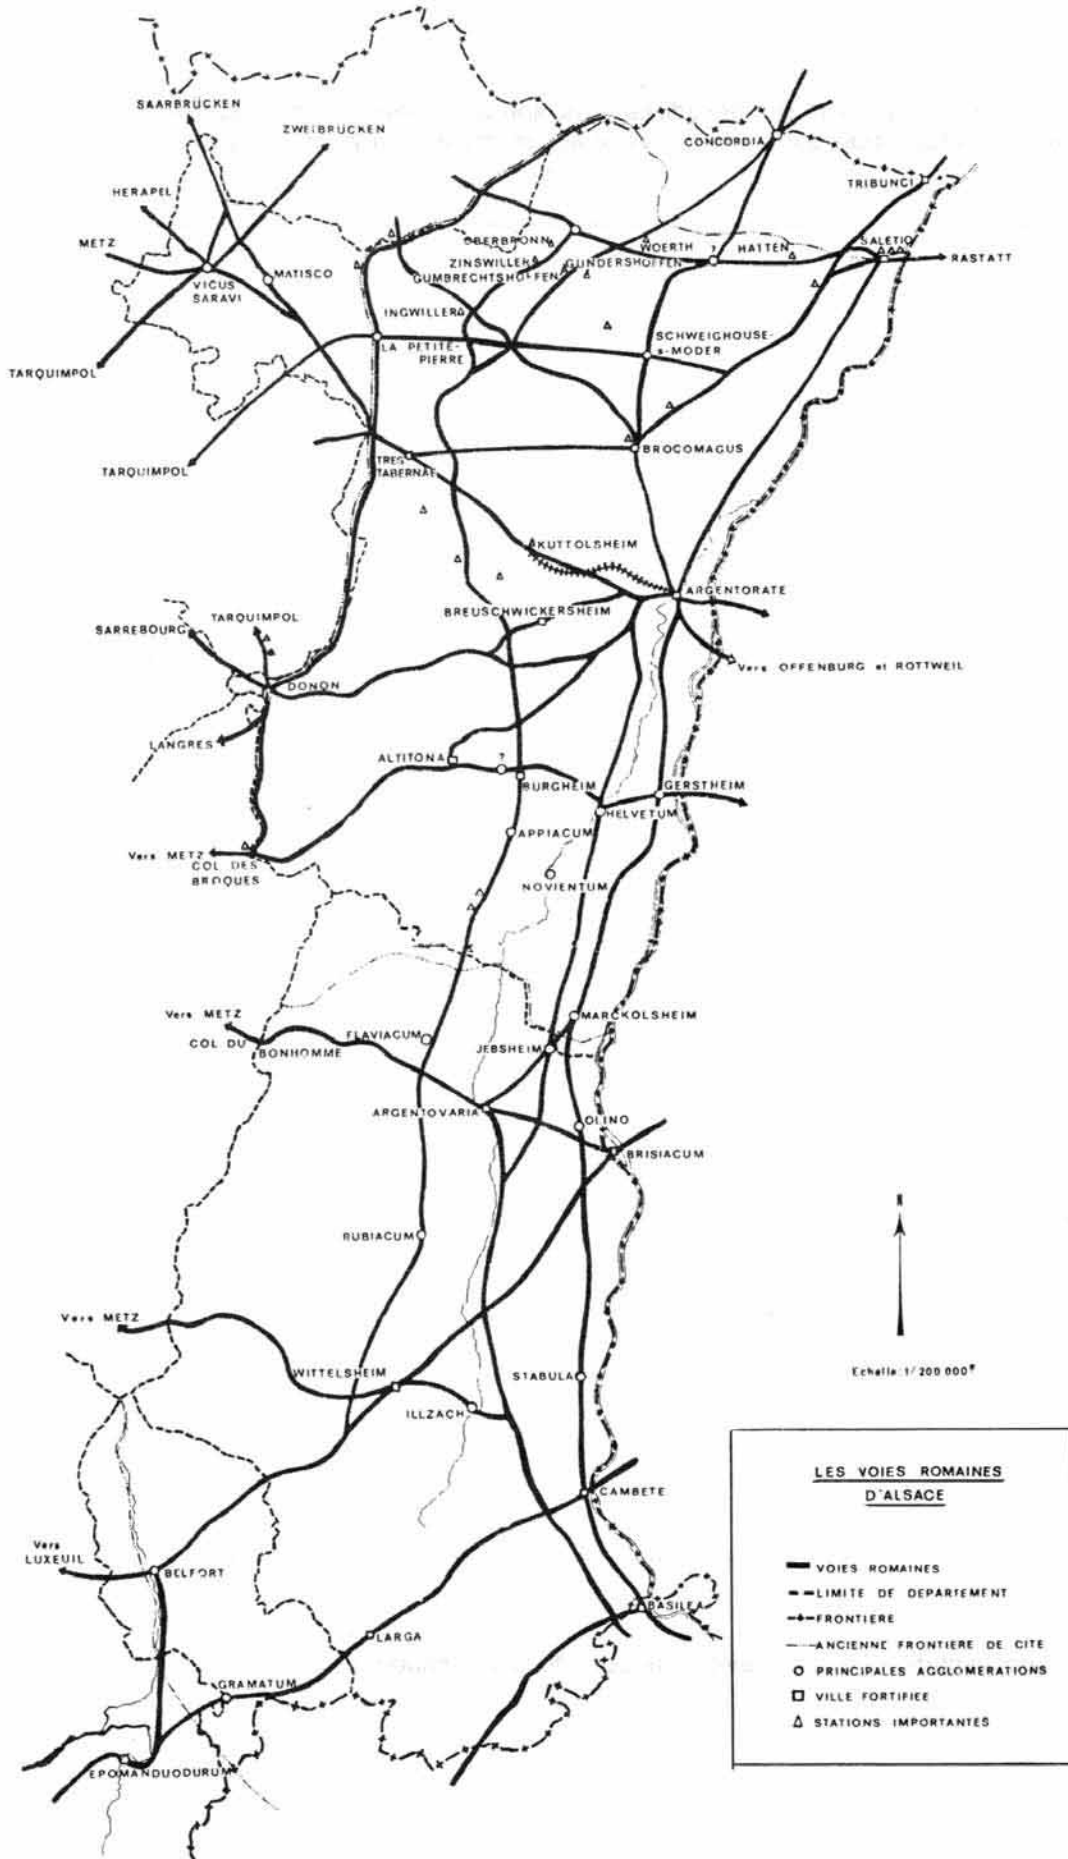 SAARBRÜCKEN
ZWEIBRÜCKEN
CONCORDIA
TRIBUNCI
HERAPEL
METZ
MATISCO
VICUS
SARAVI
OBERBRONN
ZINSWILLER
GUMBRECHTSHOFFEN
GUNDERSHOFFEN
WOERTH
?
HATTEN
SALETIO
RASTATT
INGWILLER
LA PETITE-
PIERRE
SCHWEIGHOUSE-
s-MODER
TARQUIMPOL
TARQUIMPOL
TRES
TABERNAE
BROCOMAGUS
KUTTOLSHEIM
ARGENTORATE
BREUSCHWICKERSHEIM
SARREBOURG
TARQUIMPOL
Vers OFFENBURG et ROTTWEIL
DONON
LANGRES
ALTITONA
?
BURGHEIM
GERSTHEIM
HELVETUM
APPIACUM
Vers METZ
COL DES
BROQUES
NOVIENTUM
Vers METZ
COL DU
BONHOMME
FLAVIACUM
MARCKOLSHEIM
JEBSHEIM
ARGENTOVARIA
OLINO
BRISIACUM
RUBIACUM
N
Vers METZ
WITTELSHEIM
STABULA
ILLZACH
Echelle:1/200 000e
CAMBETE
Vers
LUXEUIL
BELFORT
BASILEA
LARGA
GRAMATUM
EPOMANDUODURUM
LES VOIES ROMAINES
D'ALSACE
VOIES ROMAINES
LIMITE DE DEPARTEMENT
FRONTIERE
ANCIENNE FRONTIERE DE CITE
PRINCIPALES AGGLOMERATIONS
VILLE FORTIFIEE
STATIONS IMPORTANTES